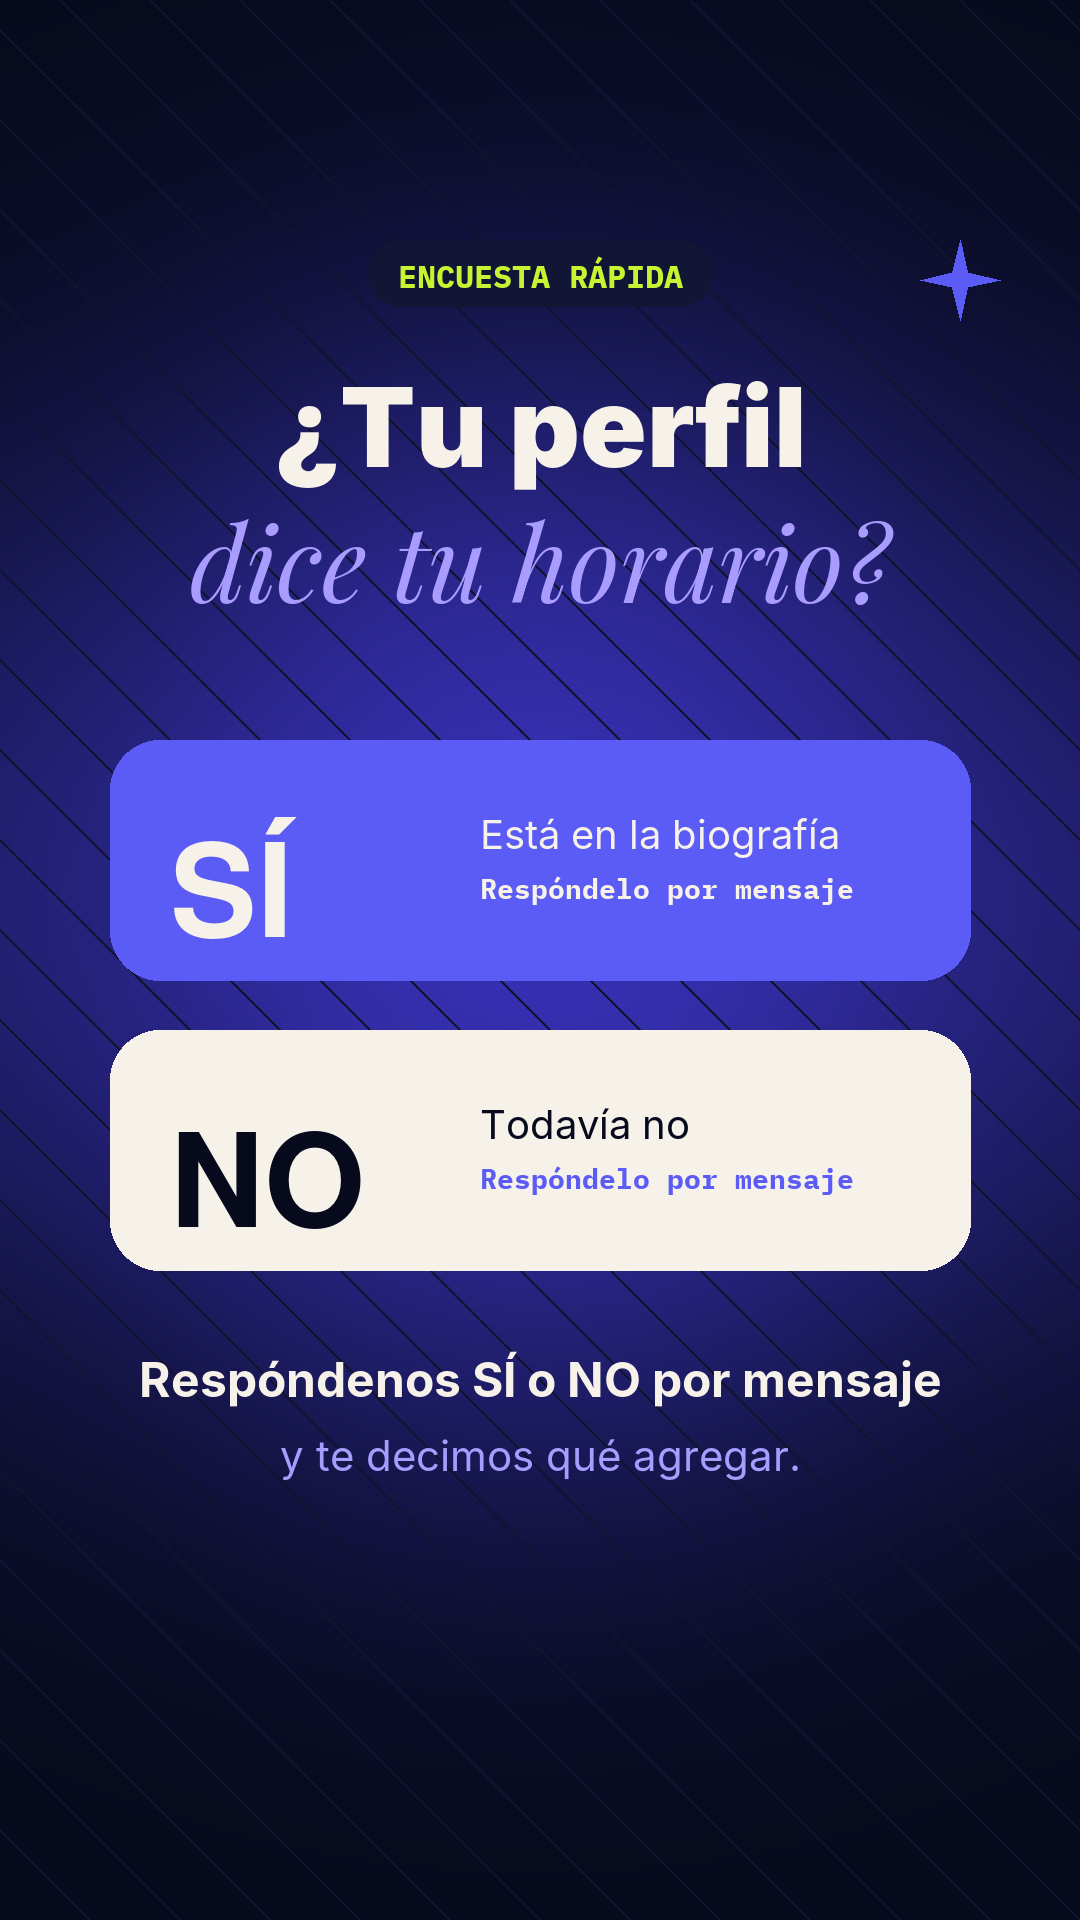 ENCUESTA RÁPIDA
¿Tu perfil
dice tu horario?
SÍ
Está en la biografía
Respóndelo por mensaje
NO
Todavía no
Respóndelo por mensaje
Respóndenos SÍ o NO por mensaje
y te decimos qué agregar.